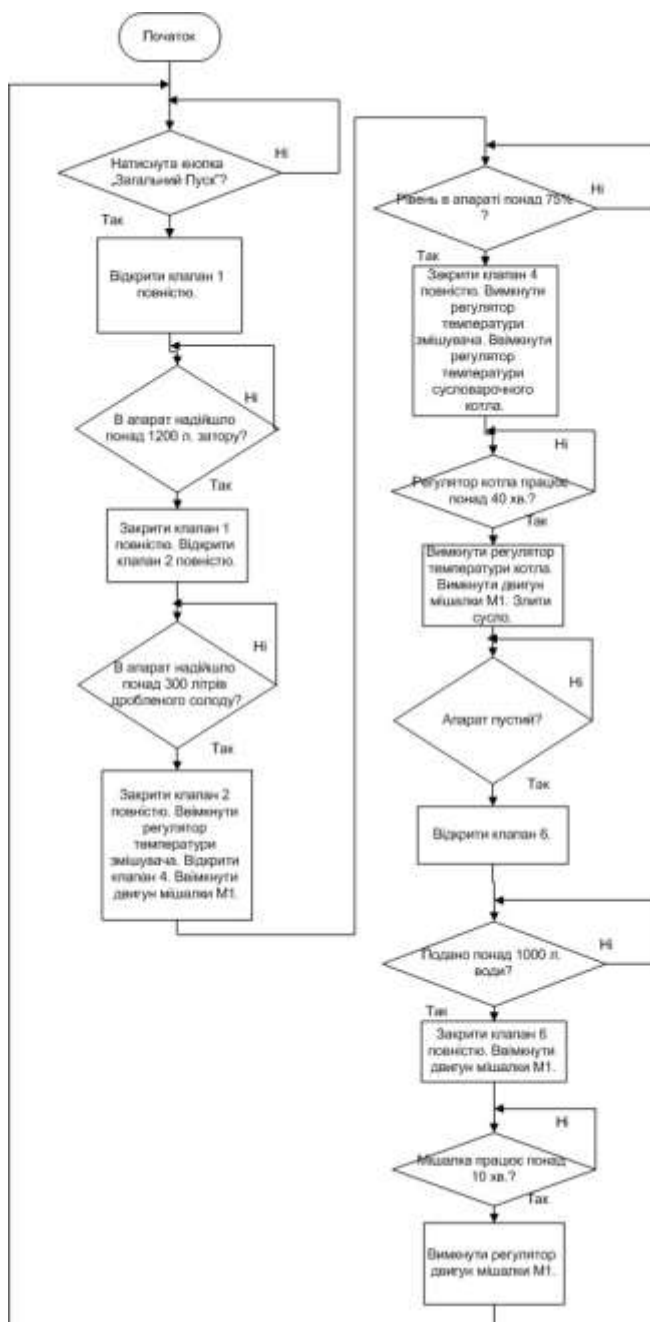 Початок
Натиснута кнопка
„Загальний Пуск"?
Ні
Так
Відкрити клапан 1
повністю.
Ні
В апарат надійшло
понад 1200 л. затору?
Так
Закрити клапан 1
повністю. Відкрити
клапан 2 повністю.
Ні
В апарат надійшло
понад 300 літрів
дробленого солоду?
Так
Закрити клапан 2
повністю. Ввімкнути
регулятор
температури
змішувача. Відкрити
клапан 4. Ввімкнути
двигун мішалки М1.
Рівень в апараті понад 75%
?
Ні
Так
Закрити клапан 4
повністю. Вимкнути
регулятор
температури
змішувача. Ввімкнути
регулятор
температури
сусловарочного
котла.
Ні
Регулятор котла працює
понад 40 хв.?
Так
Вимкнути регулятор
температури котла.
Вимкнути двигун
мішалки М1. Злити
сусло.
Ні
Апарат пустий?
Так
Відкрити клапан 6.
Подано понад 1000 л.
води?
Ні
Так
Закрити клапан 6
повністю. Ввімкнути
двигун мішалки М1.
Ні
Мішалка працює понад
10 хв.?
Так
Вимкнути регулятор
двигун мішалки М1.